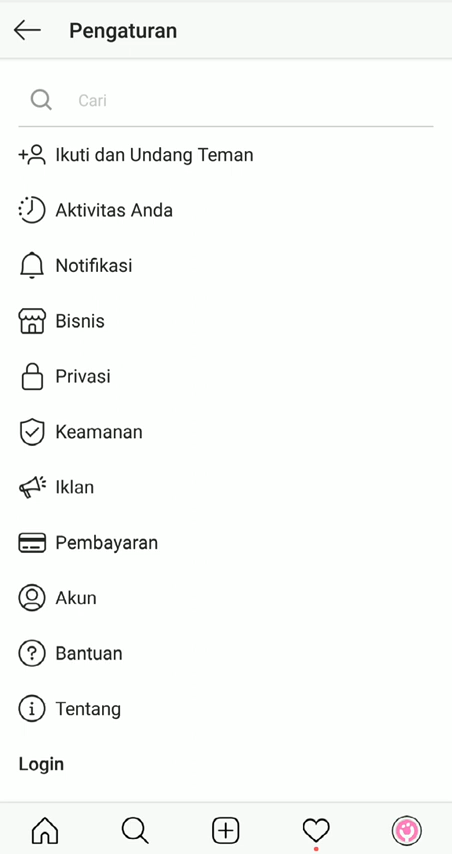 Pengaturan
Cari
Ikuti dan Undang Teman
Aktivitas Anda
Notifikasi
Bisnis
Privasi
Keamanan
Iklan
Pembayaran
Akun
Bantuan
Tentang
Login